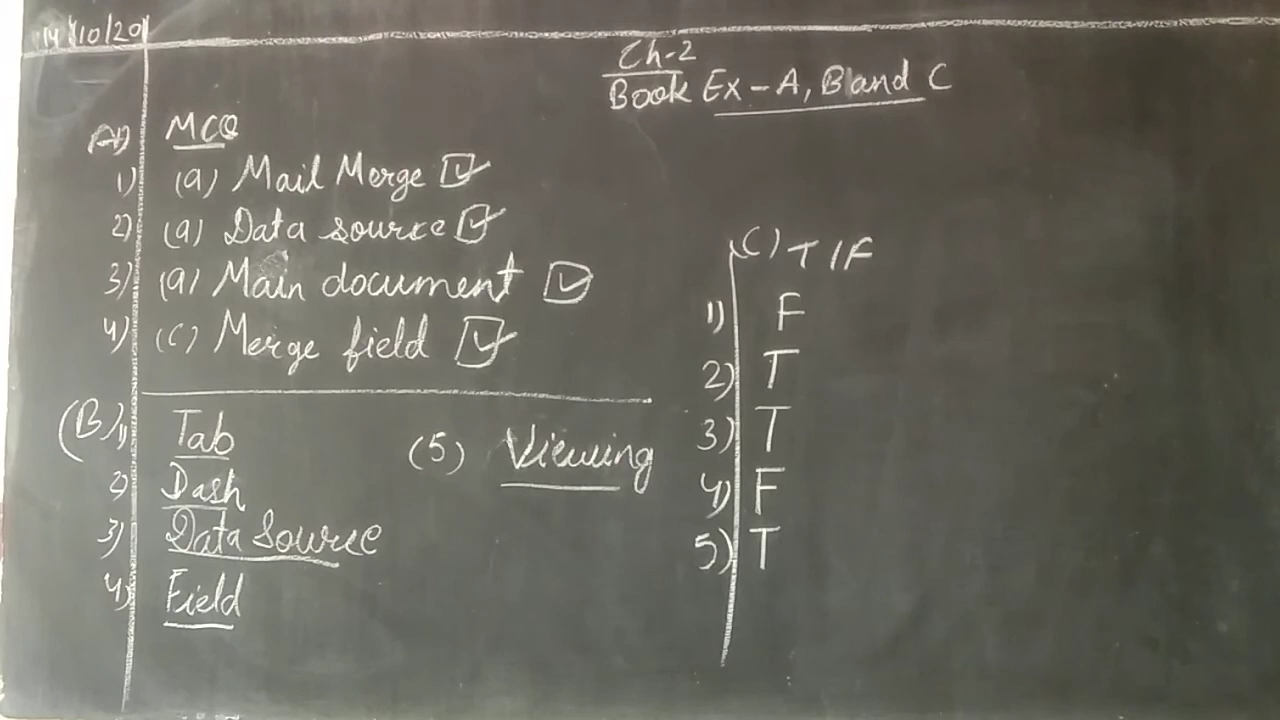 14/10/20
Ch-2
Book Ex - A, B and C
A) MCQ
1) (a) Mail Merge
2) (a) Data source
3) (a) Main document
4) (c) Merge field
(B) 1) Tab
2) Dash
3) Data Source
4) Field
(5) Viewing
(C) T/F
1) F
2) T
3) T
4) F
5) T